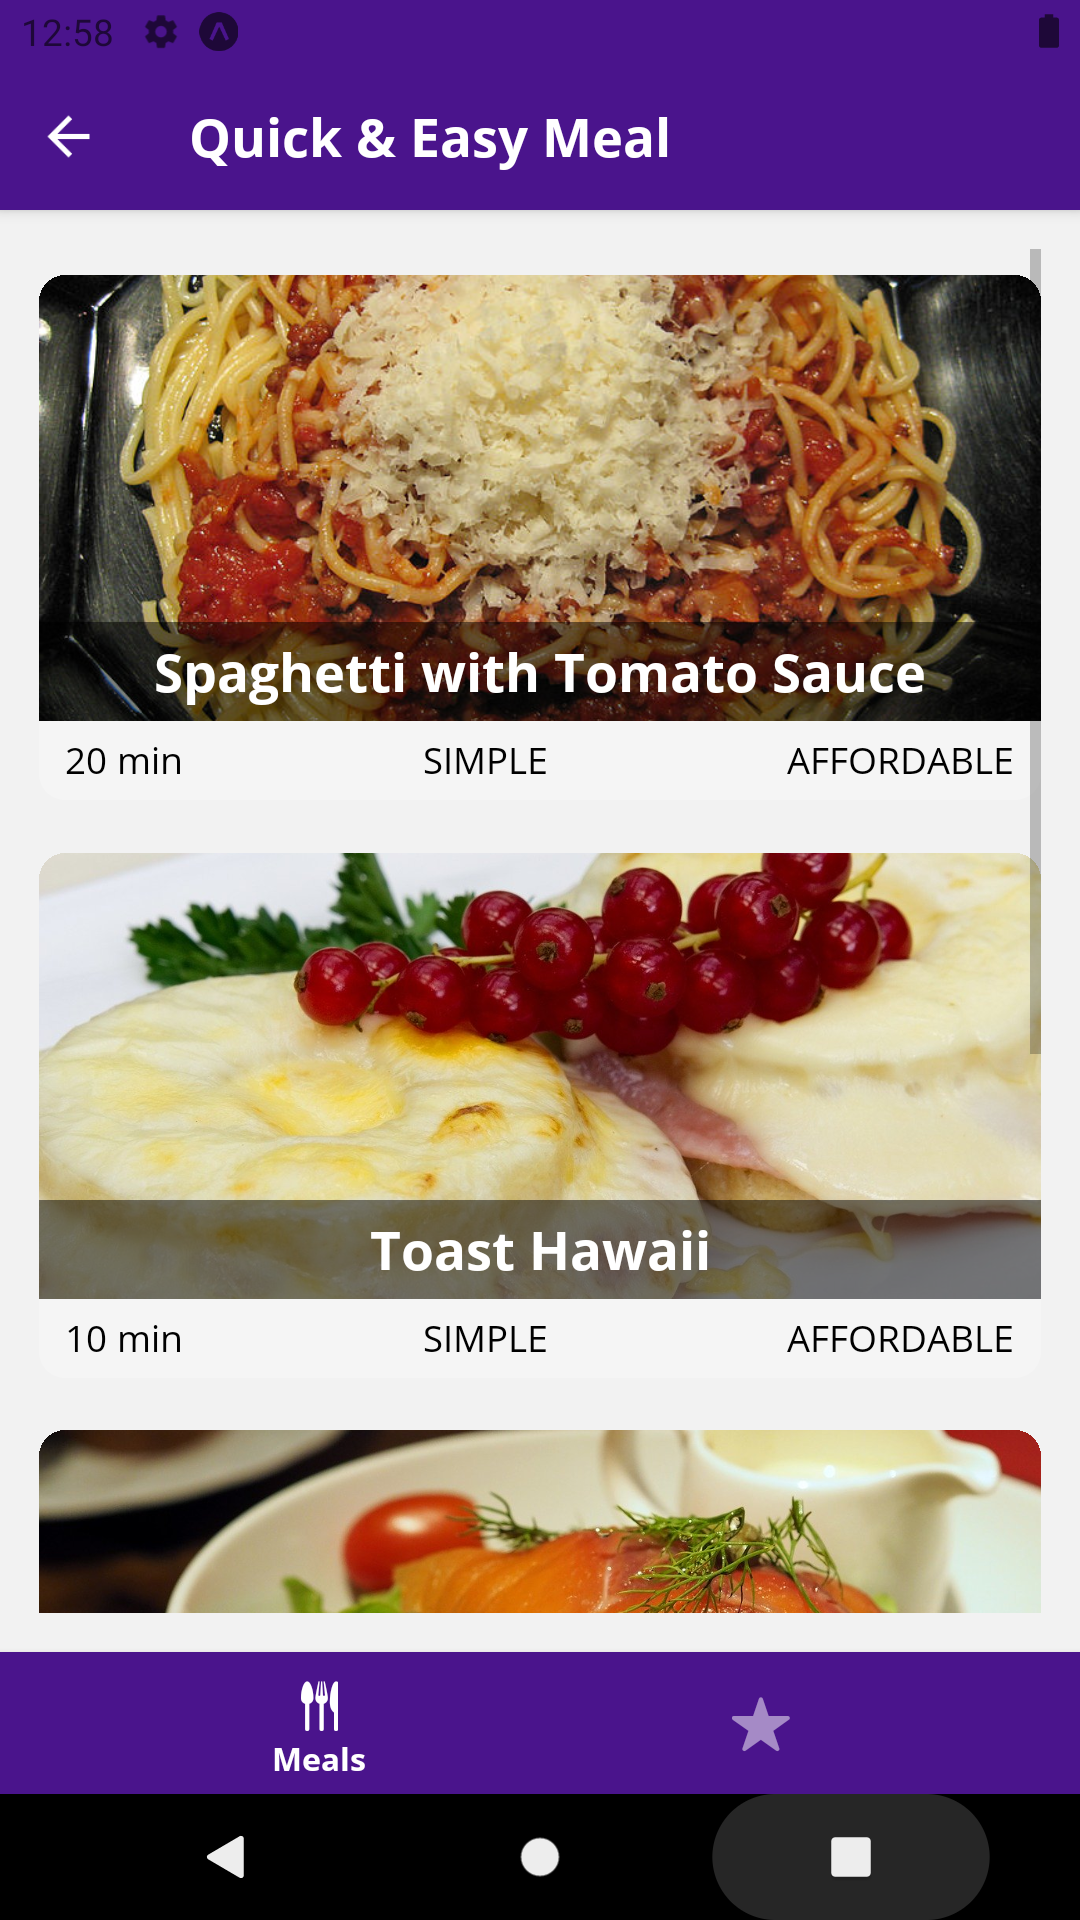 12:58
Quick & Easy Meal
Spaghetti with Tomato Sauce
20 min SIMPLE AFFORDABLE
Toast Hawaii
10 min SIMPLE AFFORDABLE
Meals